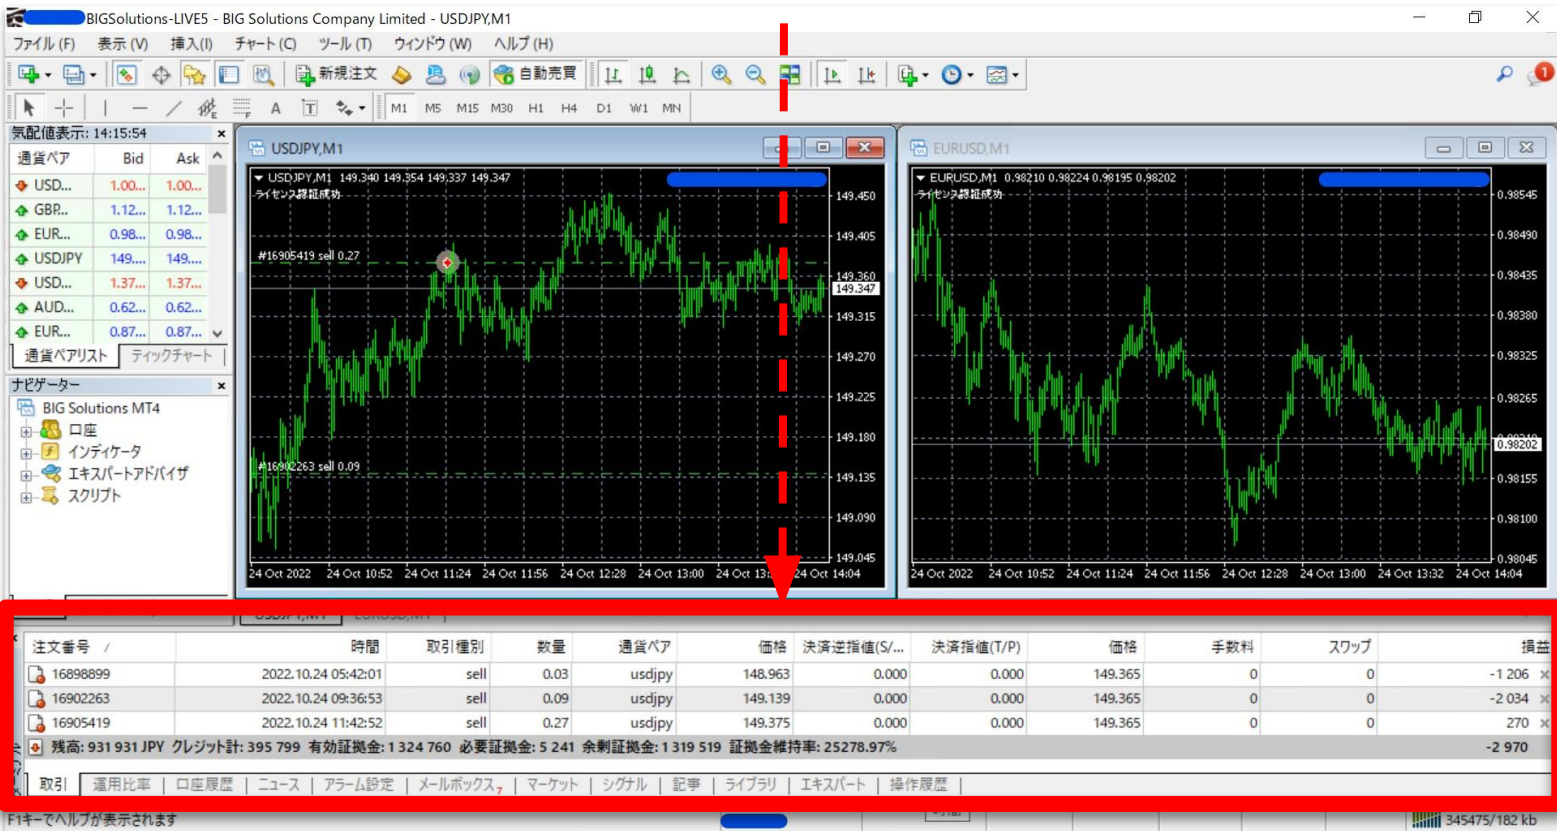 BIGSolutions-LIVE5 - BIG Solutions Company Limited - USDJPY,M1
ファイル (F) 表示 (V) 挿入(I) チャート (C) ツール (T) ウィンドウ (W) ヘルプ (H)
新規注文 自動売買 1
E F A T M1 M5 M15 M30 H1 H4 D1 W1 MN
気配値表示: 14:15:54
通貨ペア Bid Ask
USD... 1.00... 1.00...
GBP... 1.12... 1.12...
EUR... 0.98... 0.98...
USDJPY 149.... 149....
USD... 1.37... 1.37...
AUD... 0.62... 0.62...
EUR... 0.87... 0.87...
通貨ペアリスト ティックチャート
ナビゲーター
BIG Solutions MT4
口座
インディケータ
エキスパートアドバイザ
スクリプト
USDJPY,M1
USDJPY,M1 149.340 149.354 149.337 149.347
ライセンス認証成功
#16905419 sell 0.27
#16902263 sell 0.09
149.450
149.405
149.360
149.347
149.315
149.270
149.225
149.180
149.135
149.090
149.045
24 Oct 2022 24 Oct 10:52 24 Oct 11:24 24 Oct 11:56 24 Oct 12:28 24 Oct 13:00 24 Oct 14:04
EURUSD,M1
EURUSD,M1 0.98210 0.98224 0.98195 0.98202
ライセンス認証成功
0.98545
0.98490
0.98435
0.98380
0.98325
0.98265
0.98202
0.98155
0.98100
0.98045
24 Oct 2022 24 Oct 10:52 24 Oct 11:24 24 Oct 11:56 24 Oct 12:28 24 Oct 13:00 24 Oct 13:32 24 Oct 14:04
USDJPY,M1 EURUSD,M1
注文番号 / 時間 取引種別 数量 通貨ペア 価格 決済逆指値(S/... 決済指値(T/P) 価格 手数料 スワップ 損益
16898899 2022.10.24 05:42:01 sell 0.03 usdjpy 148.963 0.000 0.000 149.365 0 0 -1 206
16902263 2022.10.24 09:36:53 sell 0.09 usdjpy 149.139 0.000 0.000 149.365 0 0 -2 034
16905419 2022.10.24 11:42:52 sell 0.27 usdjpy 149.375 0.000 0.000 149.365 0 0 270
残高: 931 931 JPY クレジット計: 395 799 有効証拠金: 1 324 760 必要証拠金: 5 241 余剰証拠金: 1 319 519 証拠金維持率: 25278.97% -2 970
取引 運用比率 口座履歴 ニュース アラーム設定 メールボックス7 マーケット シグナル 記事 ライブラリ エキスパート 操作履歴
F1キーでヘルプが表示されます 345475/182 kb